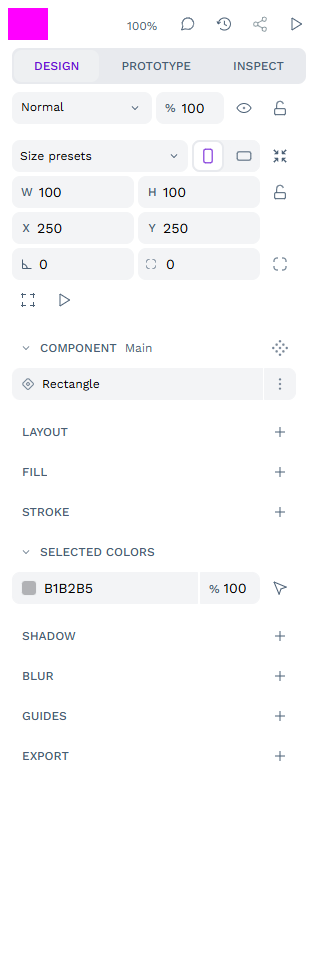 100%
DESIGN PROTOTYPE INSPECT
Normal % 100
Size presets
W 100 H 100
X 250 Y 250
0 0
COMPONENT Main
Rectangle
LAYOUT
FILL
STROKE
SELECTED COLORS
B1B2B5 % 100
SHADOW
BLUR
GUIDES
EXPORT